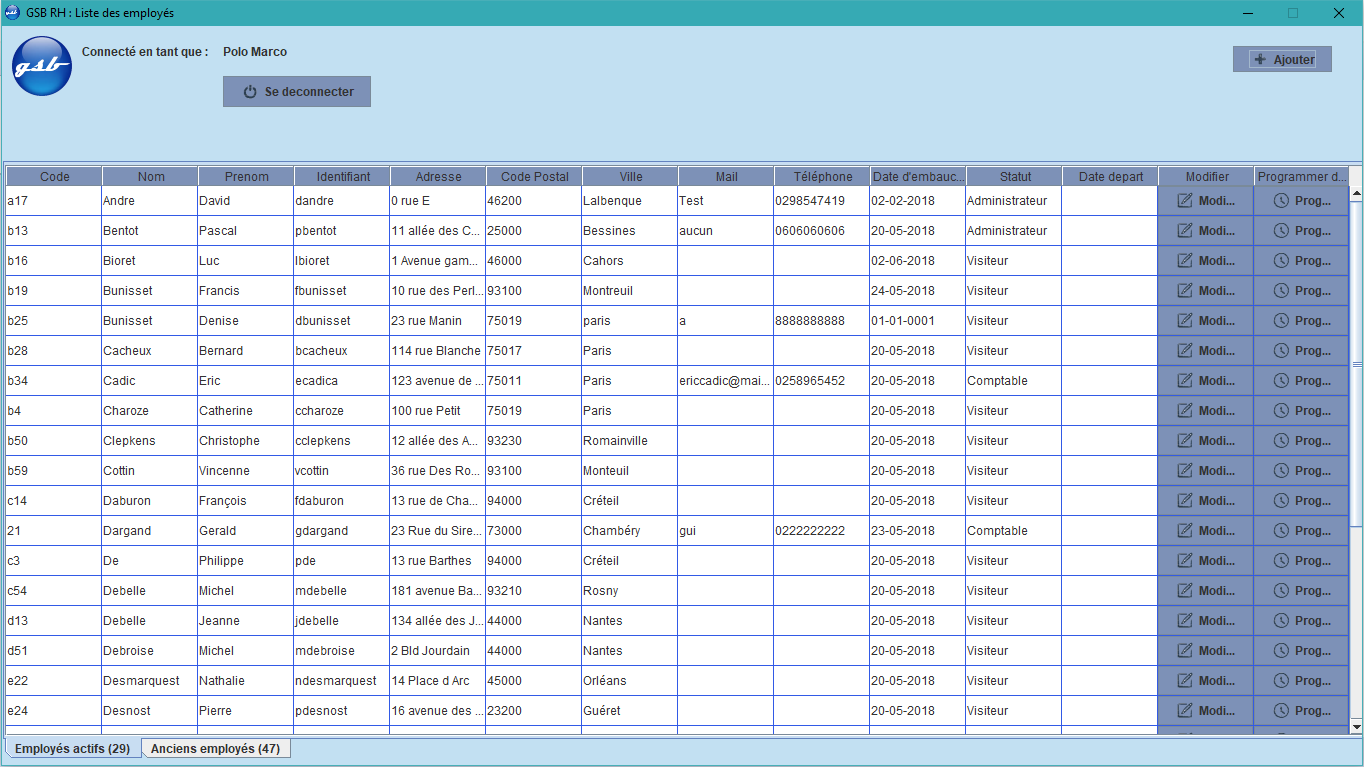 GSB RH : Liste des employés
gsb
Connecté en tant que : Polo Marco
Ajouter
Se deconnecter
Code Nom Prenom Identifiant Adresse Code Postal Ville Mail Téléphone Date d'embauc... Statut Date depart Modifier Programmer d...
a17 Andre David dandre 0 rue E 46200 Lalbenque Test 0298547419 02-02-2018 Administrateur Modi... Prog...
b13 Bentot Pascal pbentot 11 allée des C... 25000 Bessines aucun 0606060606 20-05-2018 Administrateur Modi... Prog...
b16 Bioret Luc lbioret 1 Avenue gam... 46000 Cahors 02-06-2018 Visiteur Modi... Prog...
b19 Bunisset Francis fbunisset 10 rue des Perl... 93100 Montreuil 24-05-2018 Visiteur Modi... Prog...
b25 Bunisset Denise dbunisset 23 rue Manin 75019 paris a 8888888888 01-01-0001 Visiteur Modi... Prog...
b28 Cacheux Bernard bcacheux 114 rue Blanche 75017 Paris 20-05-2018 Visiteur Modi... Prog...
b34 Cadic Eric ecadica 123 avenue de ... 75011 Paris ericcadic@mai... 0258965452 20-05-2018 Comptable Modi... Prog...
b4 Charoze Catherine ccharoze 100 rue Petit 75019 Paris 20-05-2018 Visiteur Modi... Prog...
b50 Clepkens Christophe cclepkens 12 allée des A... 93230 Romainville 20-05-2018 Visiteur Modi... Prog...
b59 Cottin Vincenne vcottin 36 rue Des Ro... 93100 Monteuil 20-05-2018 Visiteur Modi... Prog...
c14 Daburon François fdaburon 13 rue de Cha... 94000 Créteil 20-05-2018 Visiteur Modi... Prog...
21 Dargand Gerald gdargand 23 Rue du Sire... 73000 Chambéry gui 0222222222 23-05-2018 Comptable Modi... Prog...
c3 De Philippe pde 13 rue Barthes 94000 Créteil 20-05-2018 Visiteur Modi... Prog...
c54 Debelle Michel mdebelle 181 avenue Ba... 93210 Rosny 20-05-2018 Visiteur Modi... Prog...
d13 Debelle Jeanne jdebelle 134 allée des J... 44000 Nantes 20-05-2018 Visiteur Modi... Prog...
d51 Debroise Michel mdebroise 2 Bld Jourdain 44000 Nantes 20-05-2018 Visiteur Modi... Prog...
e22 Desmarquest Nathalie ndesmarquest 14 Place d Arc 45000 Orléans 20-05-2018 Visiteur Modi... Prog...
e24 Desnost Pierre pdesnost 16 avenue des ... 23200 Guéret 20-05-2018 Visiteur Modi... Prog...
Employés actifs (29) Anciens employés (47)